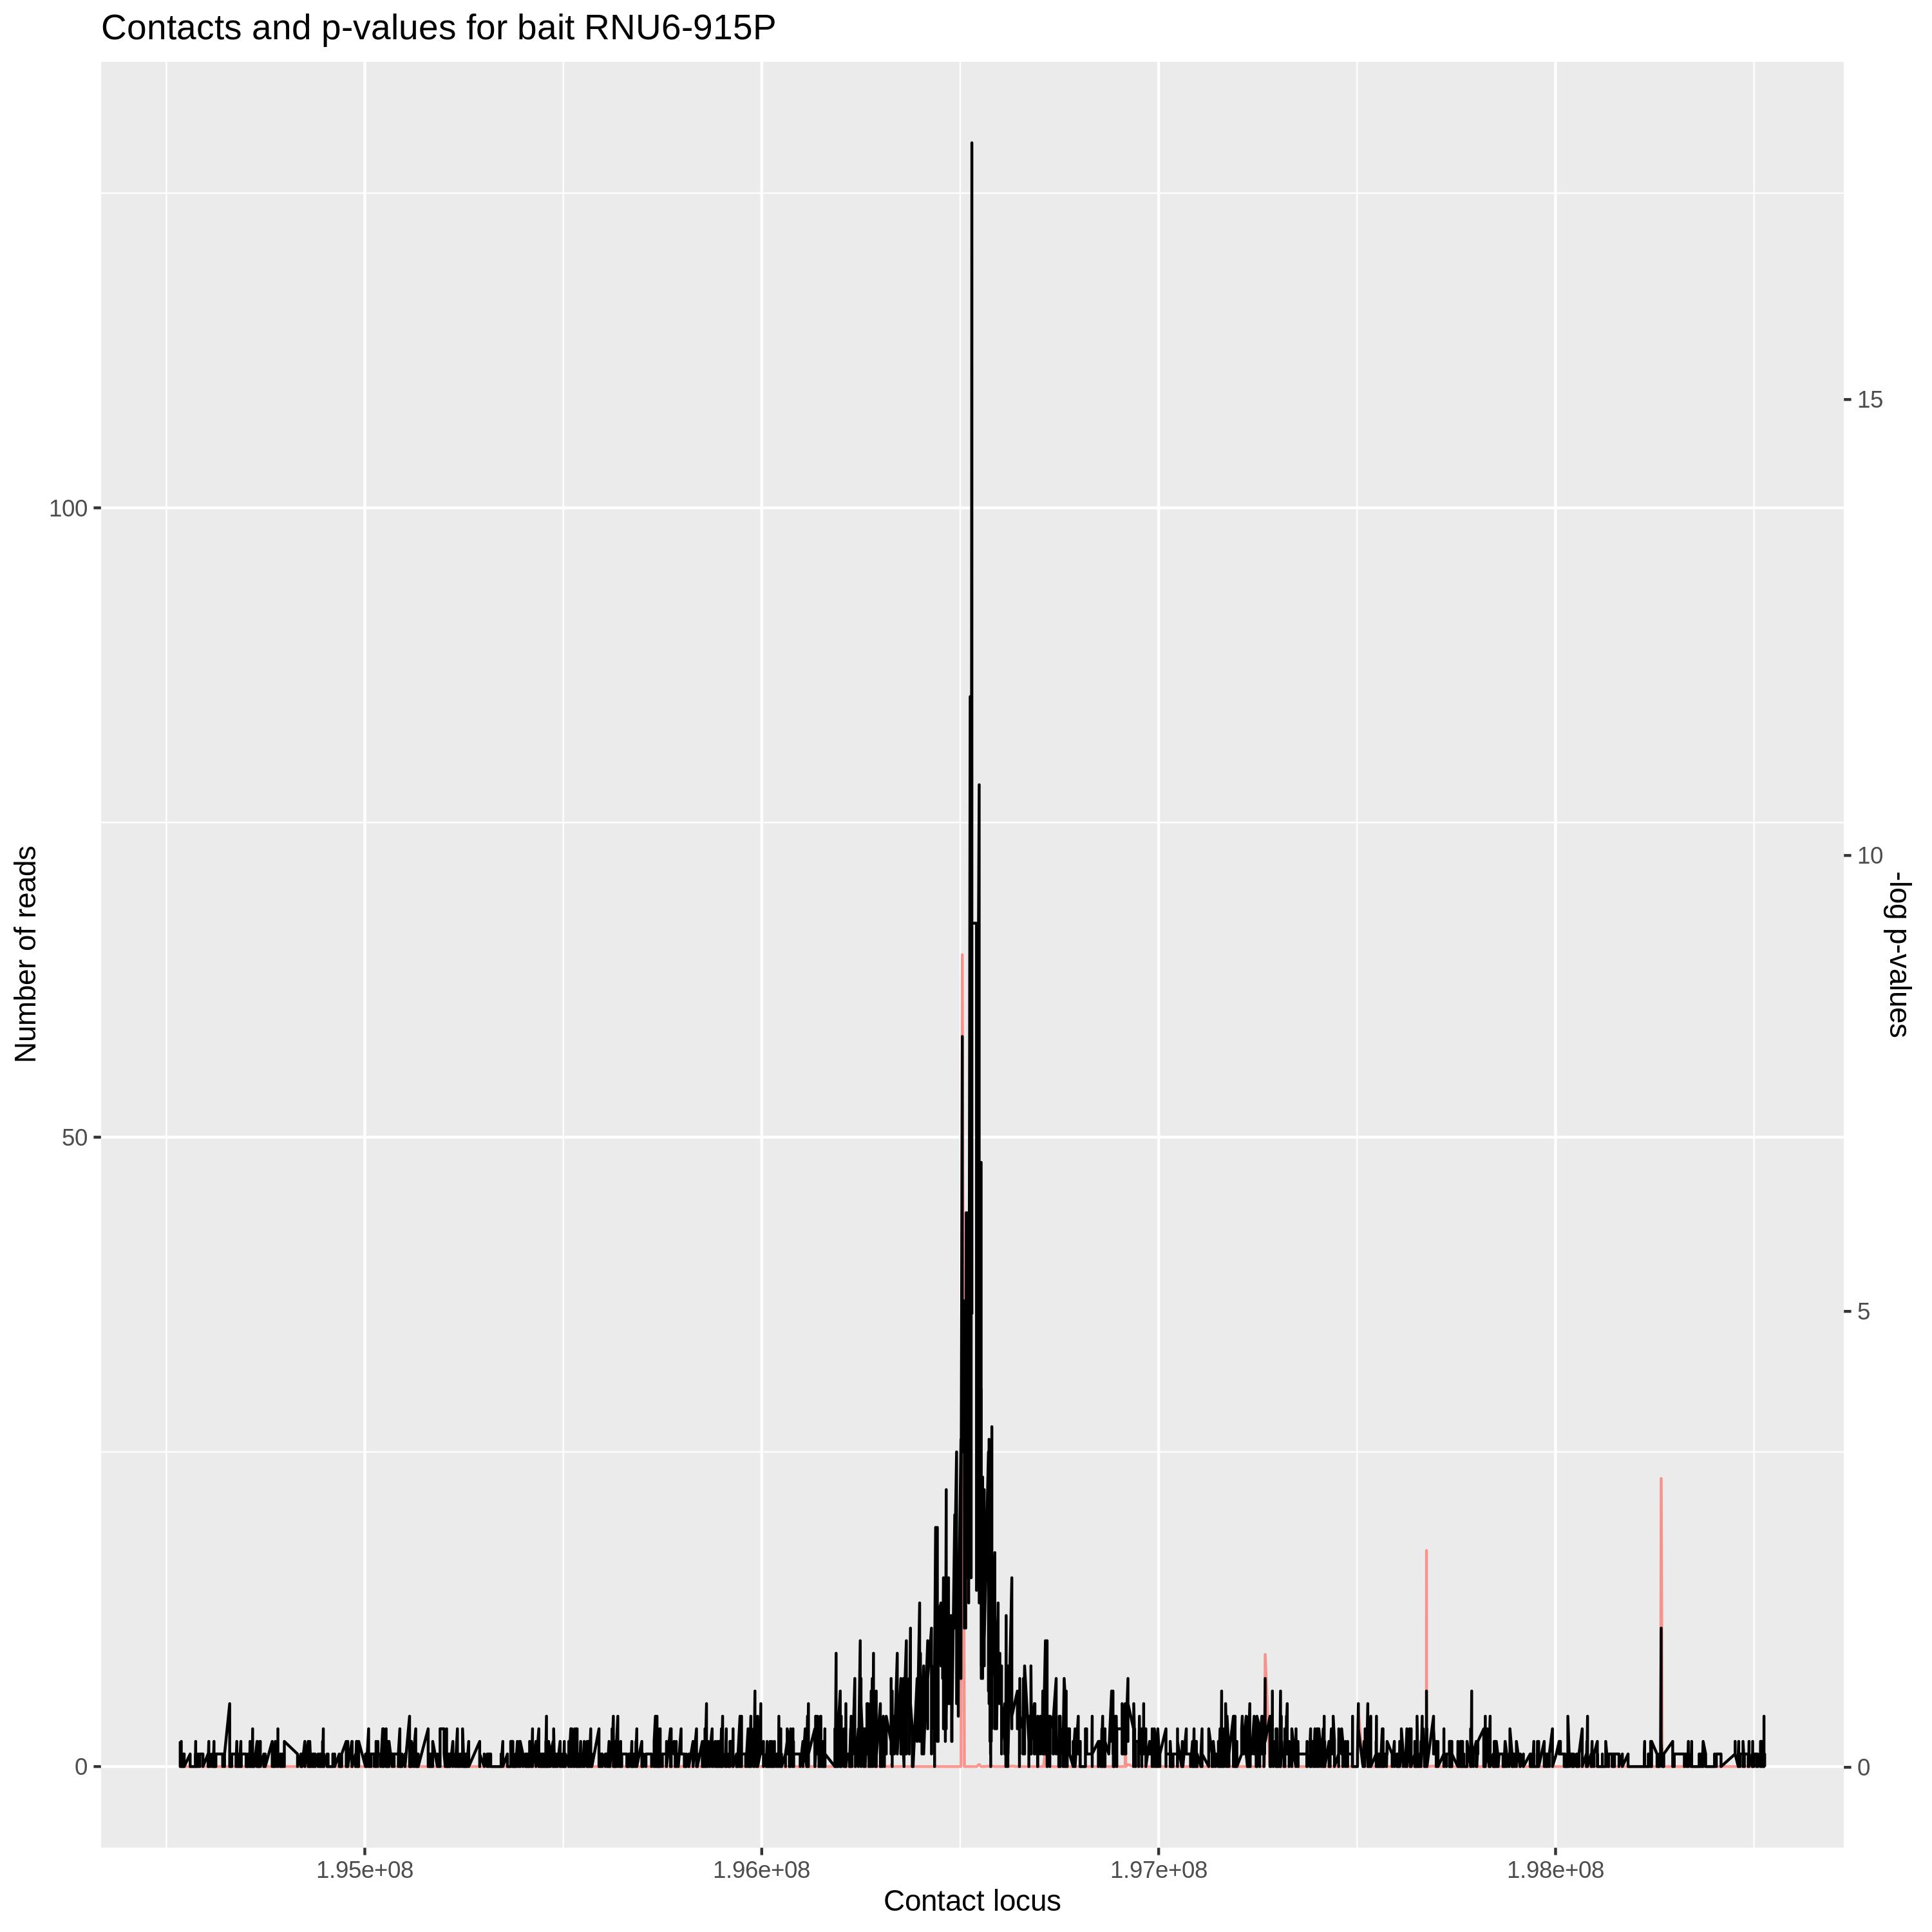 Contacts and p-values for bait RNU6-915P
Number of reads
100
50
0
15
10
5
0
-log p-values
1.95e+08 1.96e+08 1.97e+08 1.98e+08
Contact locus